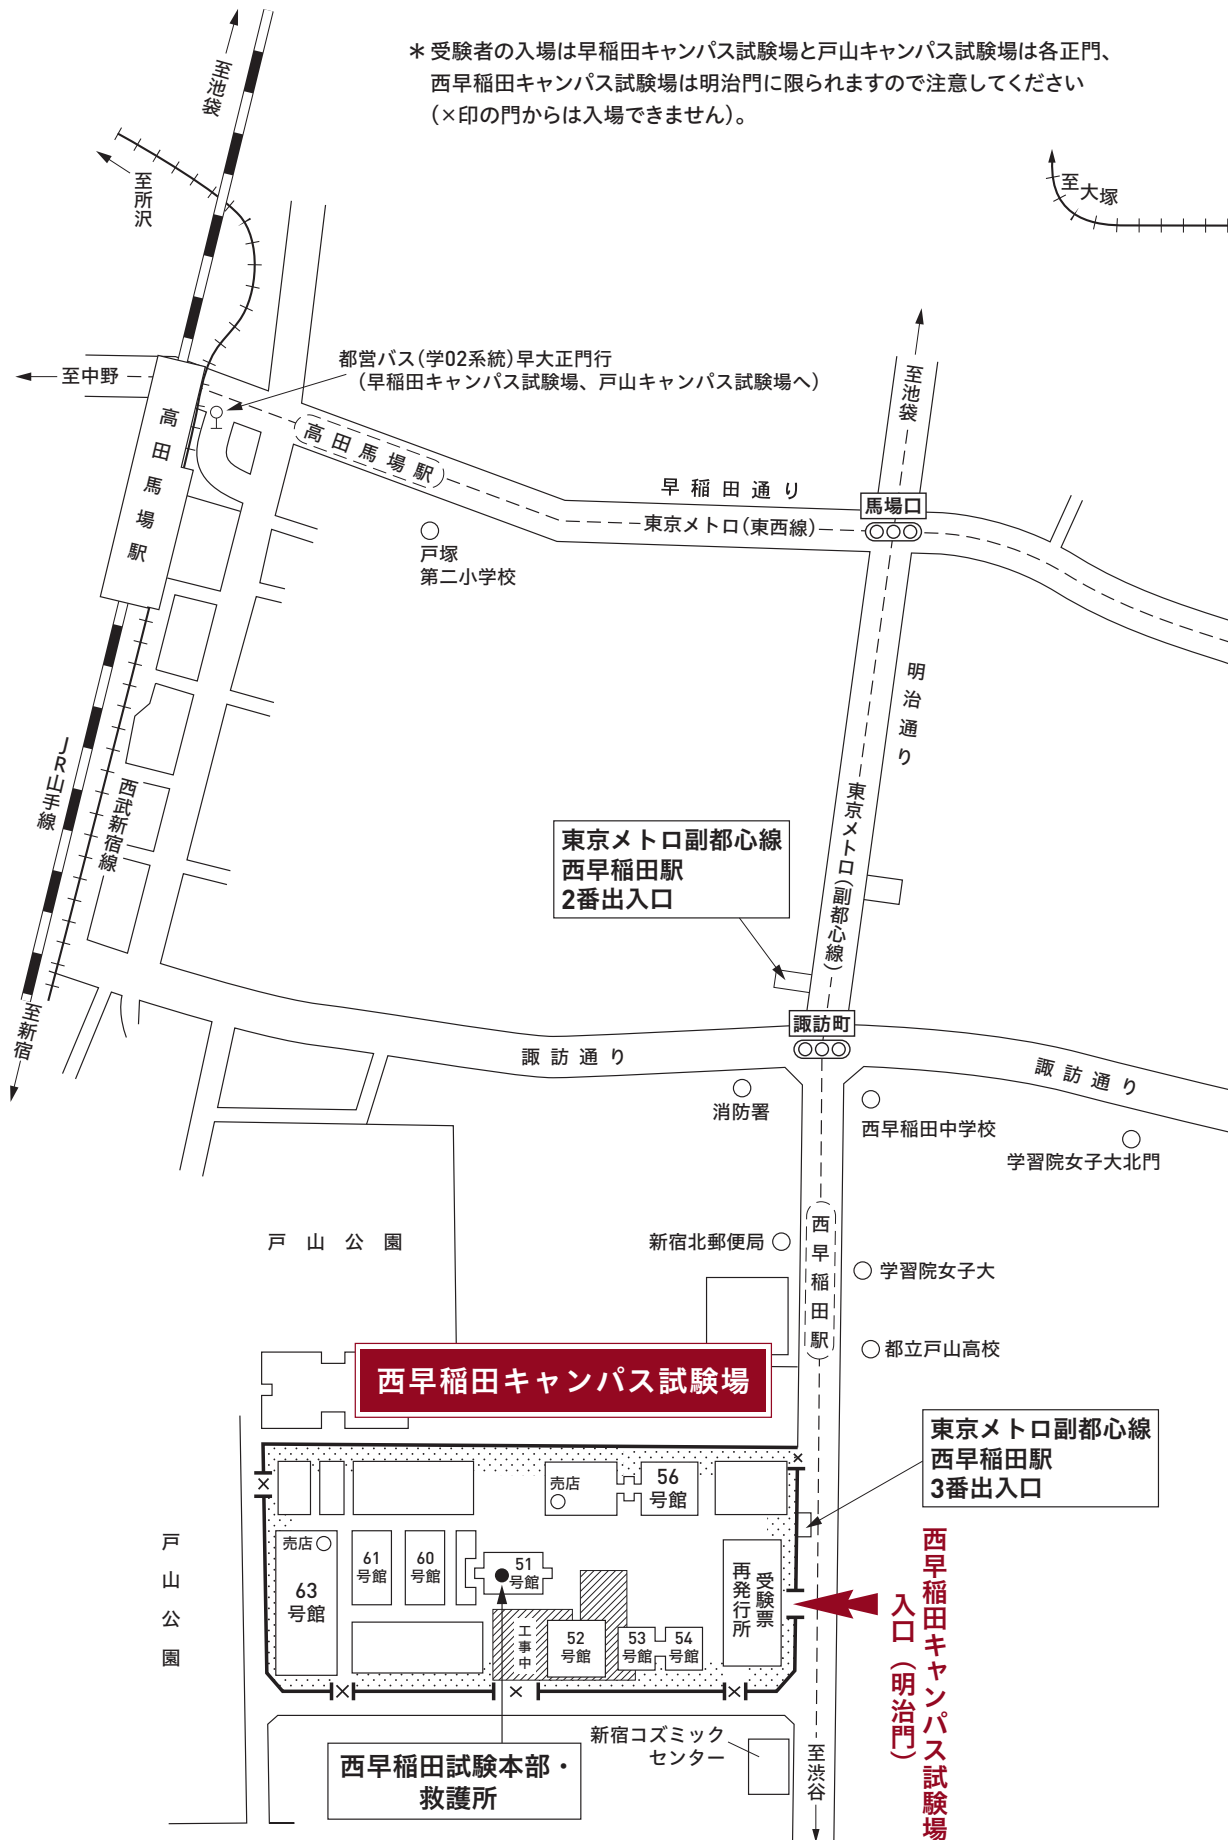 ＊受験者の入場は早稲田キャンパス試験場と戸山キャンパス試験場は各正門、
西早稲田キャンパス試験場は明治門に限られますので注意してください
（×印の門からは入場できません）。
至池袋
至所沢
至大塚
都営バス（学02系統）早大正門行
（早稲田キャンパス試験場、戸山キャンパス試験場へ）
至中野
至池袋
高田馬場駅
高田馬場駅
早稲田通り
馬場口
東京メトロ（東西線）
戸塚
第二小学校
明治通り
JR山手線
西武新宿線
東京メトロ（副都心線）
東京メトロ副都心線
西早稲田駅
2番出入口
至新宿
諏訪町
諏訪通り
諏訪通り
消防署
西早稲田中学校
学習院女子大北門
戸山公園
新宿北郵便局
西早稲田駅
学習院女子大
都立戸山高校
西早稲田キャンパス試験場
東京メトロ副都心線
西早稲田駅
3番出入口
売店
56
号館
戸山公園
売店
63
号館
61
号館
60
号館
51
号館
受験票
再発行所
工事中
52
号館
53
号館
54
号館
西早稲田キャンパス試験場
入口（明治門）
西早稲田試験本部・
救護所
新宿コズミック
センター
至渋谷